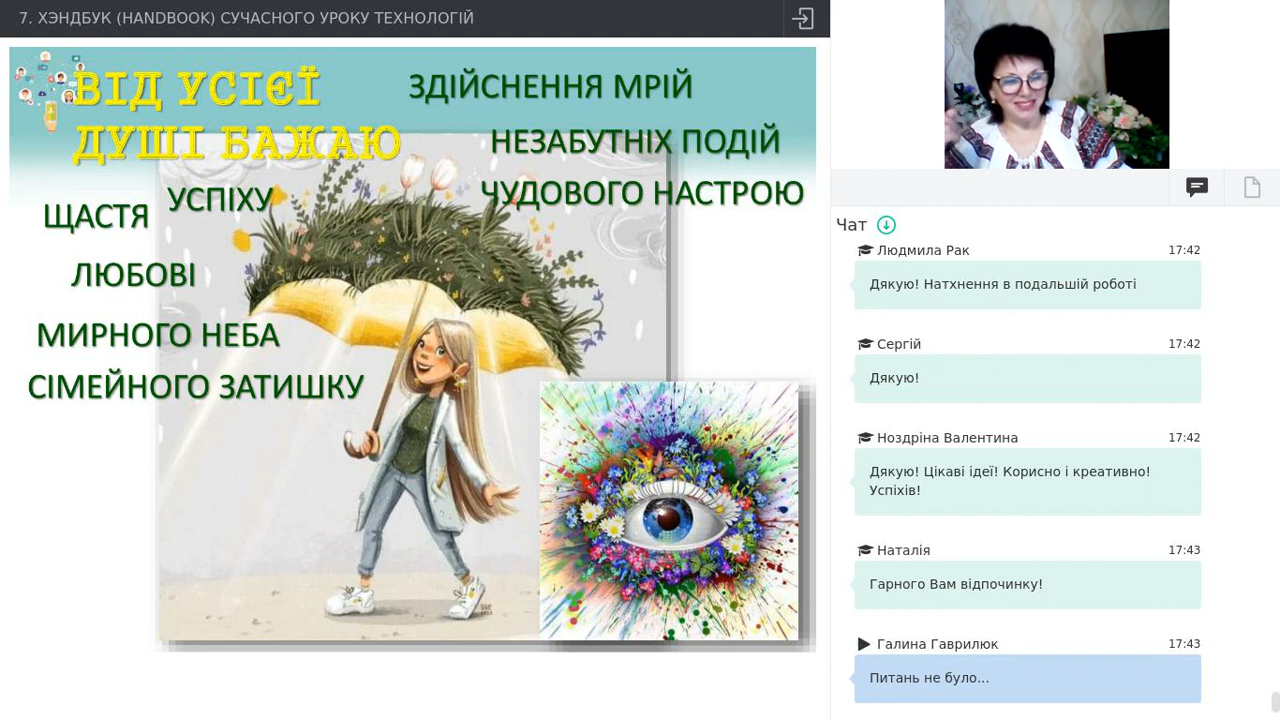 7. ХЭНДБУК (HANDBOOK) СУЧАСНОГО УРОКУ ТЕХНОЛОГІЙ
ВІД УСІЄЇ
ДУШІ БАЖАЮ
ЗДІЙСНЕННЯ МРІЙ
НЕЗАБУТНІХ ПОДІЙ
ЧУДОВОГО НАСТРОЮ
УСПІХУ
ЩАСТЯ
ЛЮБОВІ
МИРНОГО НЕБА
СІМЕЙНОГО ЗАТИШКУ
Чат
Людмила Рак 17:42
Дякую! Натхнення в подальшій роботі
Сергій 17:42
Дякую!
Ноздріна Валентина 17:42
Дякую! Цікаві ідеї! Корисно і креативно!
Успіхів!
Наталія 17:43
Гарного Вам відпочинку!
Галина Гаврилюк 17:43
Питань не було...